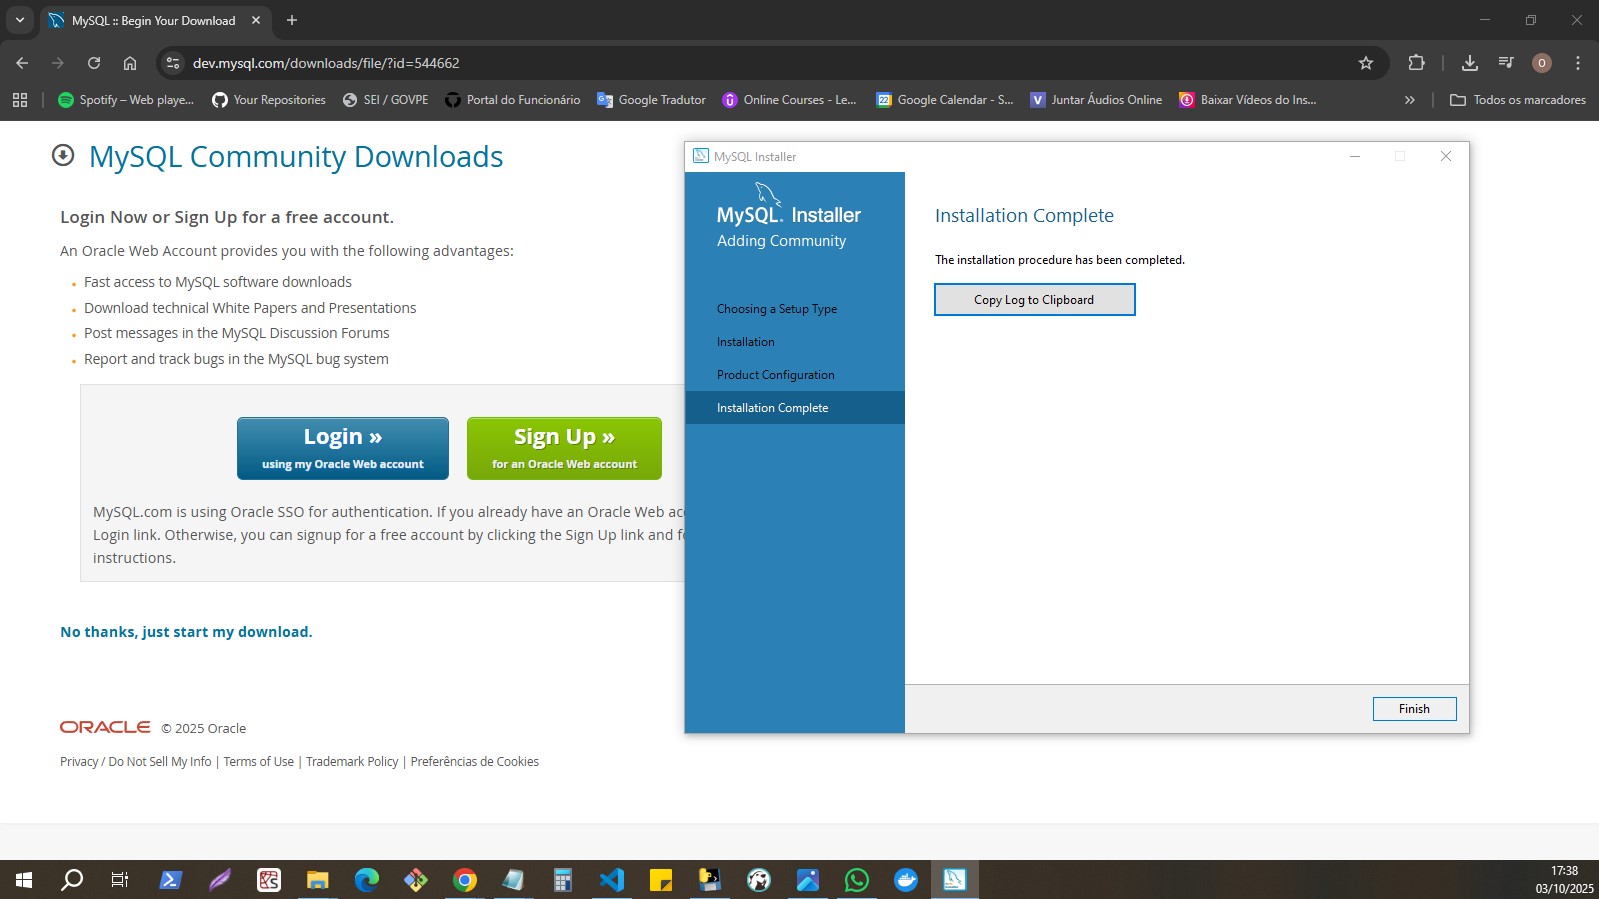 MySQL :: Begin Your Download
dev.mysql.com/downloads/file/?id=544662
O
Spotify – Web playe...
Your Repositories
SEI / GOVPE
Portal do Funcionário
Google Tradutor
Online Courses - Le...
Google Calendar - S...
Juntar Áudios Online
Baixar Vídeos do Ins...
Todos os marcadores
MySQL Community Downloads
Login Now or Sign Up for a free account.
An Oracle Web Account provides you with the following advantages:
Fast access to MySQL software downloads
Download technical White Papers and Presentations
Post messages in the MySQL Discussion Forums
Report and track bugs in the MySQL bug system
Login »
using my Oracle Web account
Sign Up »
for an Oracle Web account
MySQL.com is using Oracle SSO for authentication. If you already have an Oracle Web
Login link. Otherwise, you can signup for a free account by clicking the Sign Up link and
instructions.
No thanks, just start my download.
ORACLE © 2025 Oracle
Privacy / Do Not Sell My Info | Terms of Use | Trademark Policy | Preferências de Cookies
MySQL Installer
MySQL. Installer
Adding Community
Choosing a Setup Type
Installation
Product Configuration
Installation Complete
Installation Complete
The installation procedure has been completed.
Copy Log to Clipboard
Finish
17:38
03/10/2025